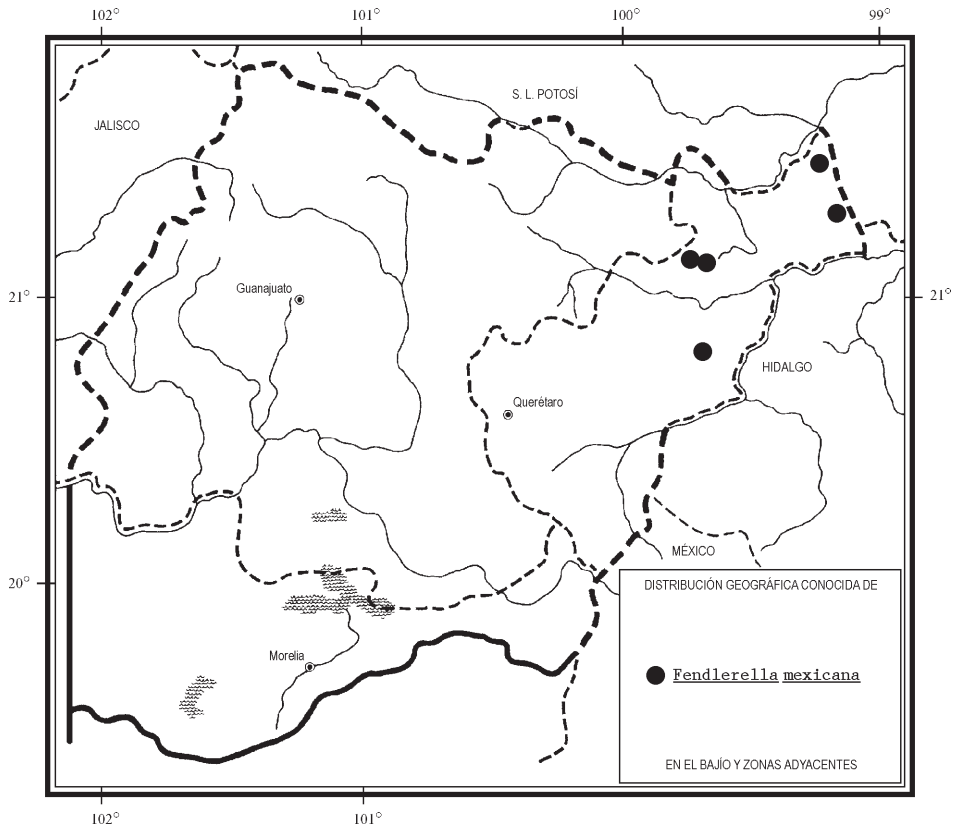 102° 101° 100° 99°
S. L. POTOSÍ
JALISCO
Guanajuato
21° 21°
HIDALGO
Querétaro
MÉXICO
20°
DISTRIBUCIÓN GEOGRÁFICA CONOCIDA DE
Morelia
Fendlerella mexicana
EN EL BAJÍO Y ZONAS ADYACENTES
102° 101°